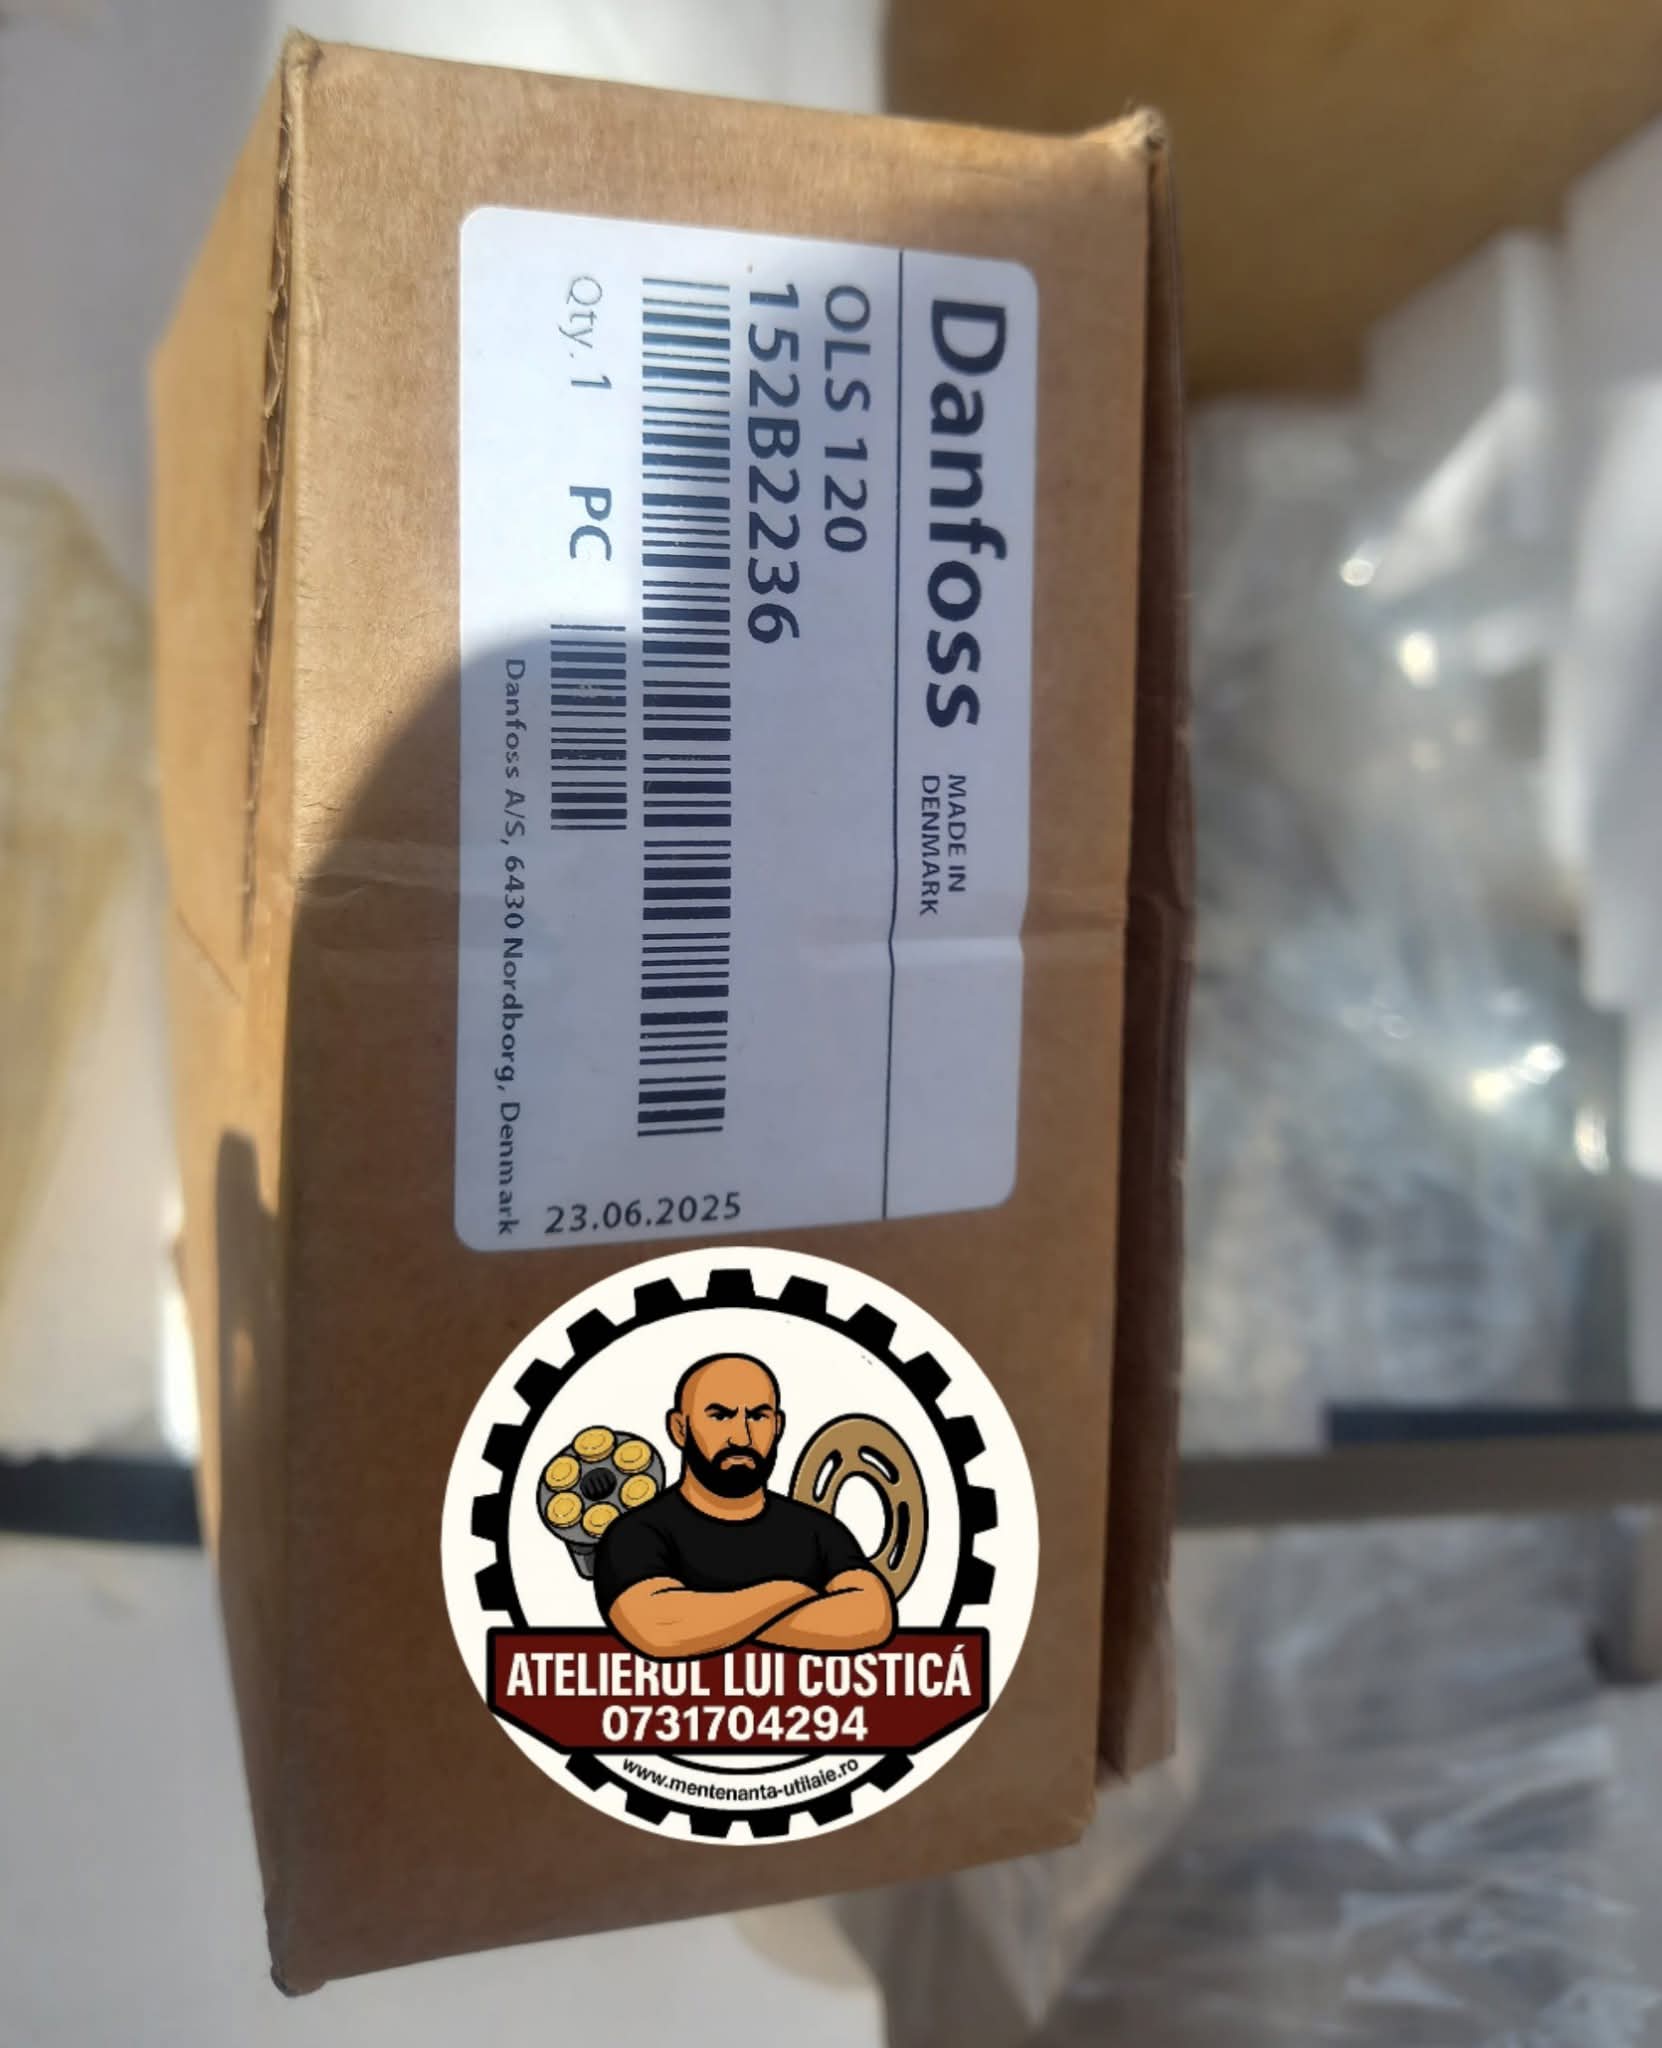 Danfoss
MADE IN
DENMARK
OLS 120
152B2236
Qty. 1 PC
Danfoss A/S, 6430 Nordborg, Denmark
23.06.2025
ATELIERUL LUI COSTICÁ
0731704294
www.mentenanta-utilaje.ro